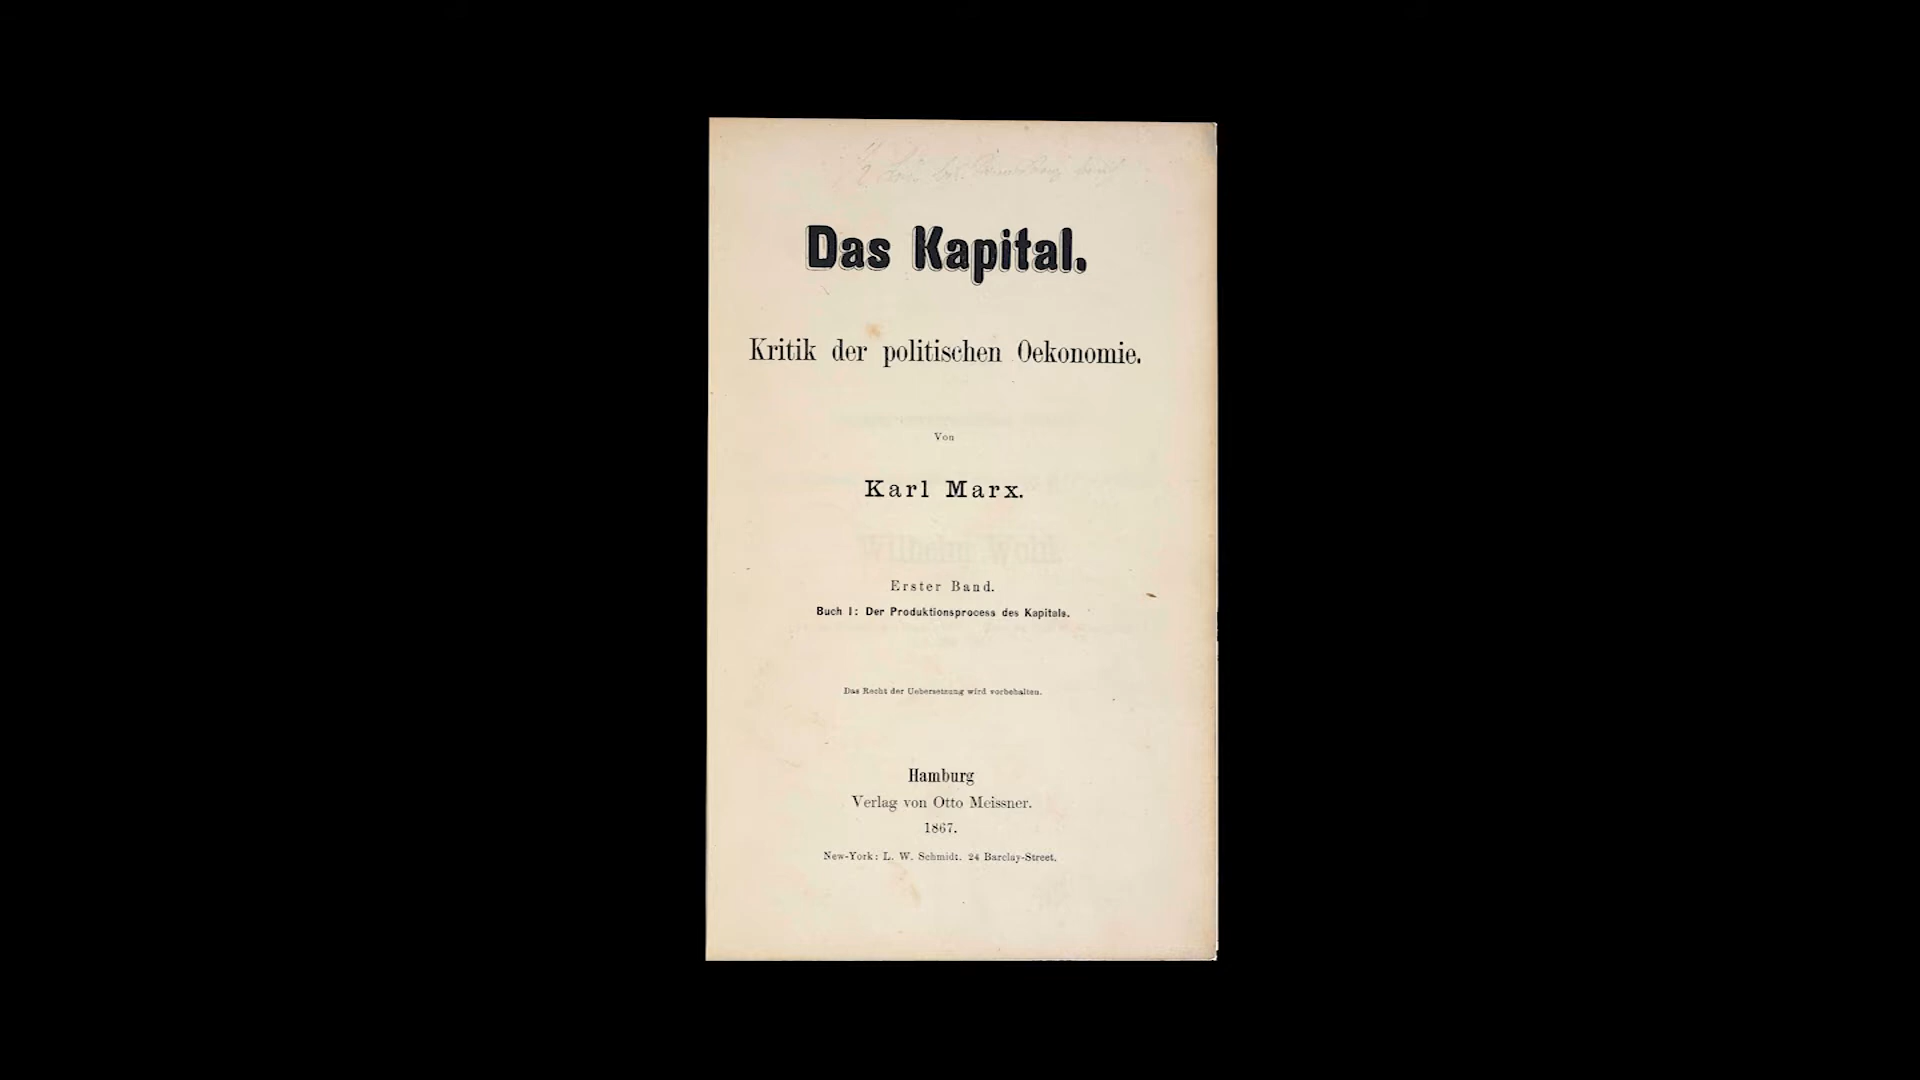 Das Kapital.
Kritik der politischen Oekonomie.
Von
Karl Marx.
Erster Band.
Buch I: Der Produktionsprocess des Kapitals.
Das Recht der Uebersetzung wird vorbehalten.
Hamburg
Verlag von Otto Meissner.
1867.
New-York: L. W. Schmidt. 24 Barclay-Street.